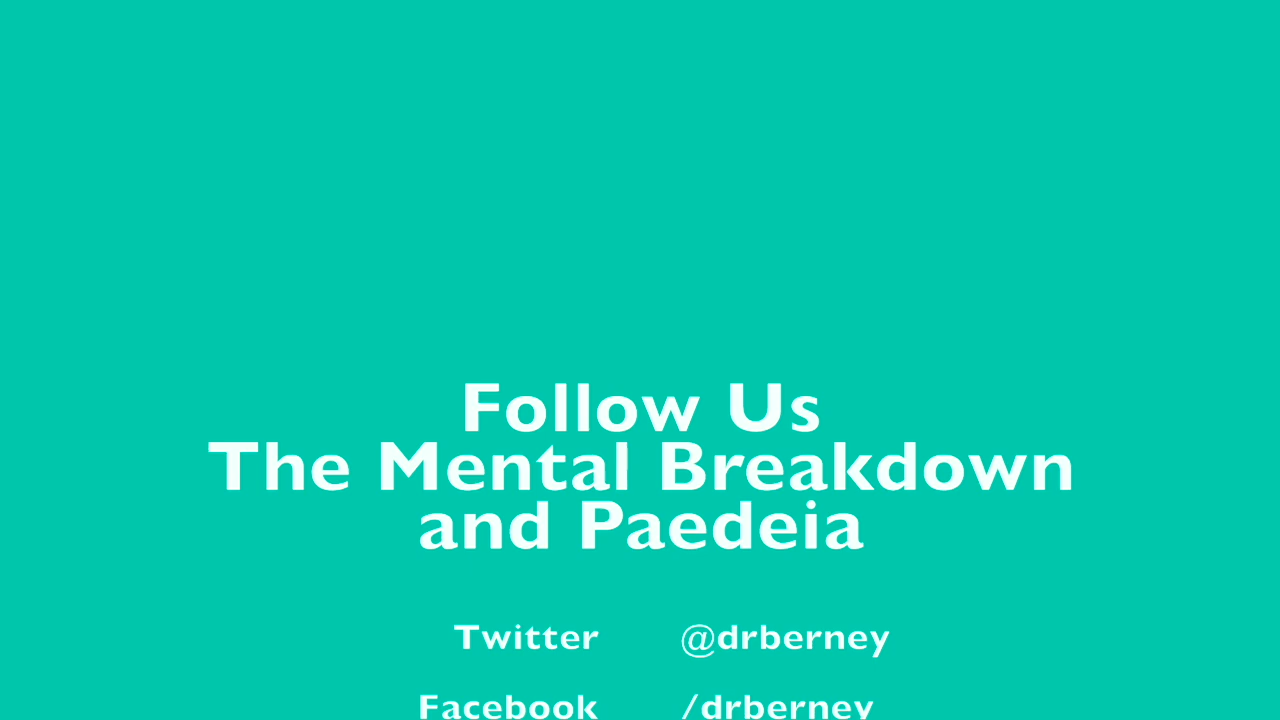 Follow Us
The Mental Breakdown
and Paedeia
Twitter @drberney
Facebook /drberney